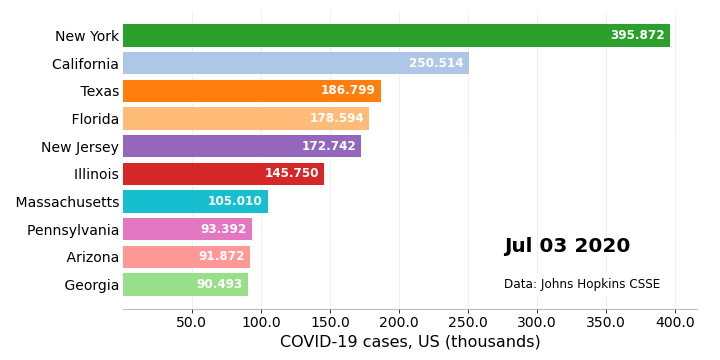 New York 395.872
California 250.514
Texas 186.799
Florida 178.594
New Jersey 172.742
Illinois 145.750
Massachusetts 105.010
Pennsylvania 93.392
Arizona 91.872
Georgia 90.493
Jul 03 2020
Data: Johns Hopkins CSSE
50.0 100.0 150.0 200.0 250.0 300.0 350.0 400.0
COVID-19 cases, US (thousands)